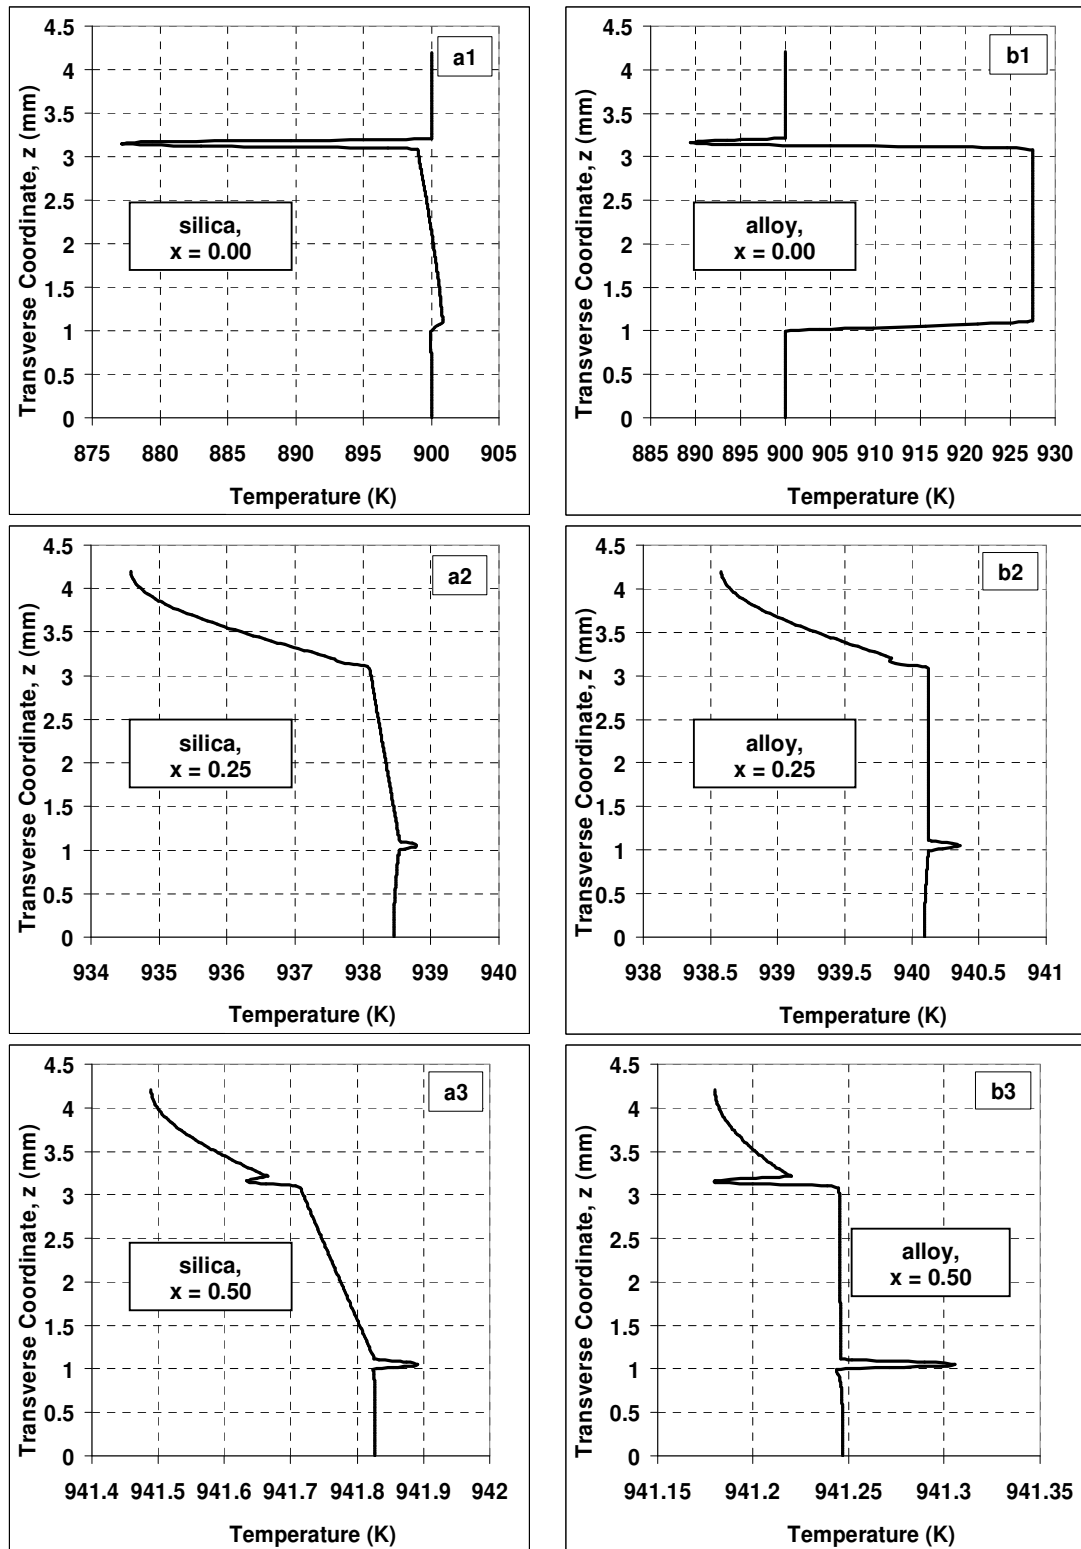 a1
4.5
4
3.5
3
2.5
2
1.5
1
0.5
0
Transverse Coordinate, z (mm)
silica,
x = 0.00
875 880 885 890 895 900 905
Temperature (K)
b1
4.5
4
3.5
3
2.5
2
1.5
1
0.5
0
Transverse Coordinate, z (mm)
alloy,
x = 0.00
885 890 895 900 905 910 915 920 925 930
Temperature (K)
a2
4.5
4
3.5
3
2.5
2
1.5
1
0.5
0
Transverse Coordinate, z (mm)
silica,
x = 0.25
934 935 936 937 938 939 940
Temperature (K)
b2
4.5
4
3.5
3
2.5
2
1.5
1
0.5
0
Transverse Coordinate, z (mm)
alloy,
x = 0.25
938 938.5 939 939.5 940 940.5 941
Temperature (K)
a3
4.5
4
3.5
3
2.5
2
1.5
1
0.5
0
Transverse Coordinate, z (mm)
silica,
x = 0.50
941.4 941.5 941.6 941.7 941.8 941.9 942
Temperature (K)
b3
4.5
4
3.5
3
2.5
2
1.5
1
0.5
0
Transverse Coordinate, z (mm)
alloy,
x = 0.50
941.15 941.2 941.25 941.3 941.35
Temperature (K)